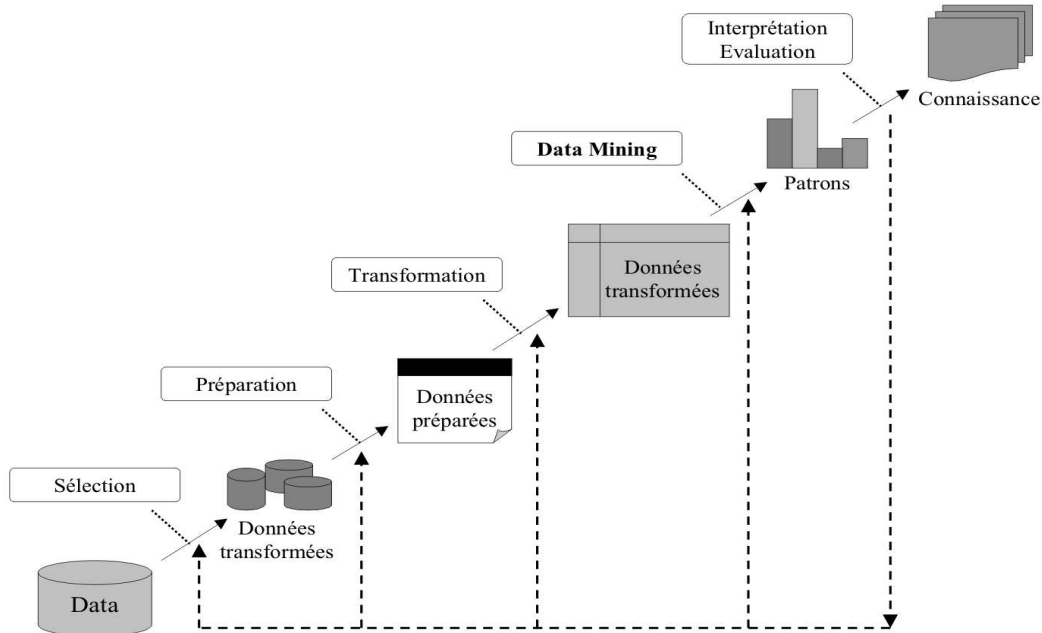 Interprétation
Evaluation
Connaissance
Data Mining
Patrons
Transformation
Données
transformées
Préparation
Données
préparées
Sélection
Données
transformées
Data